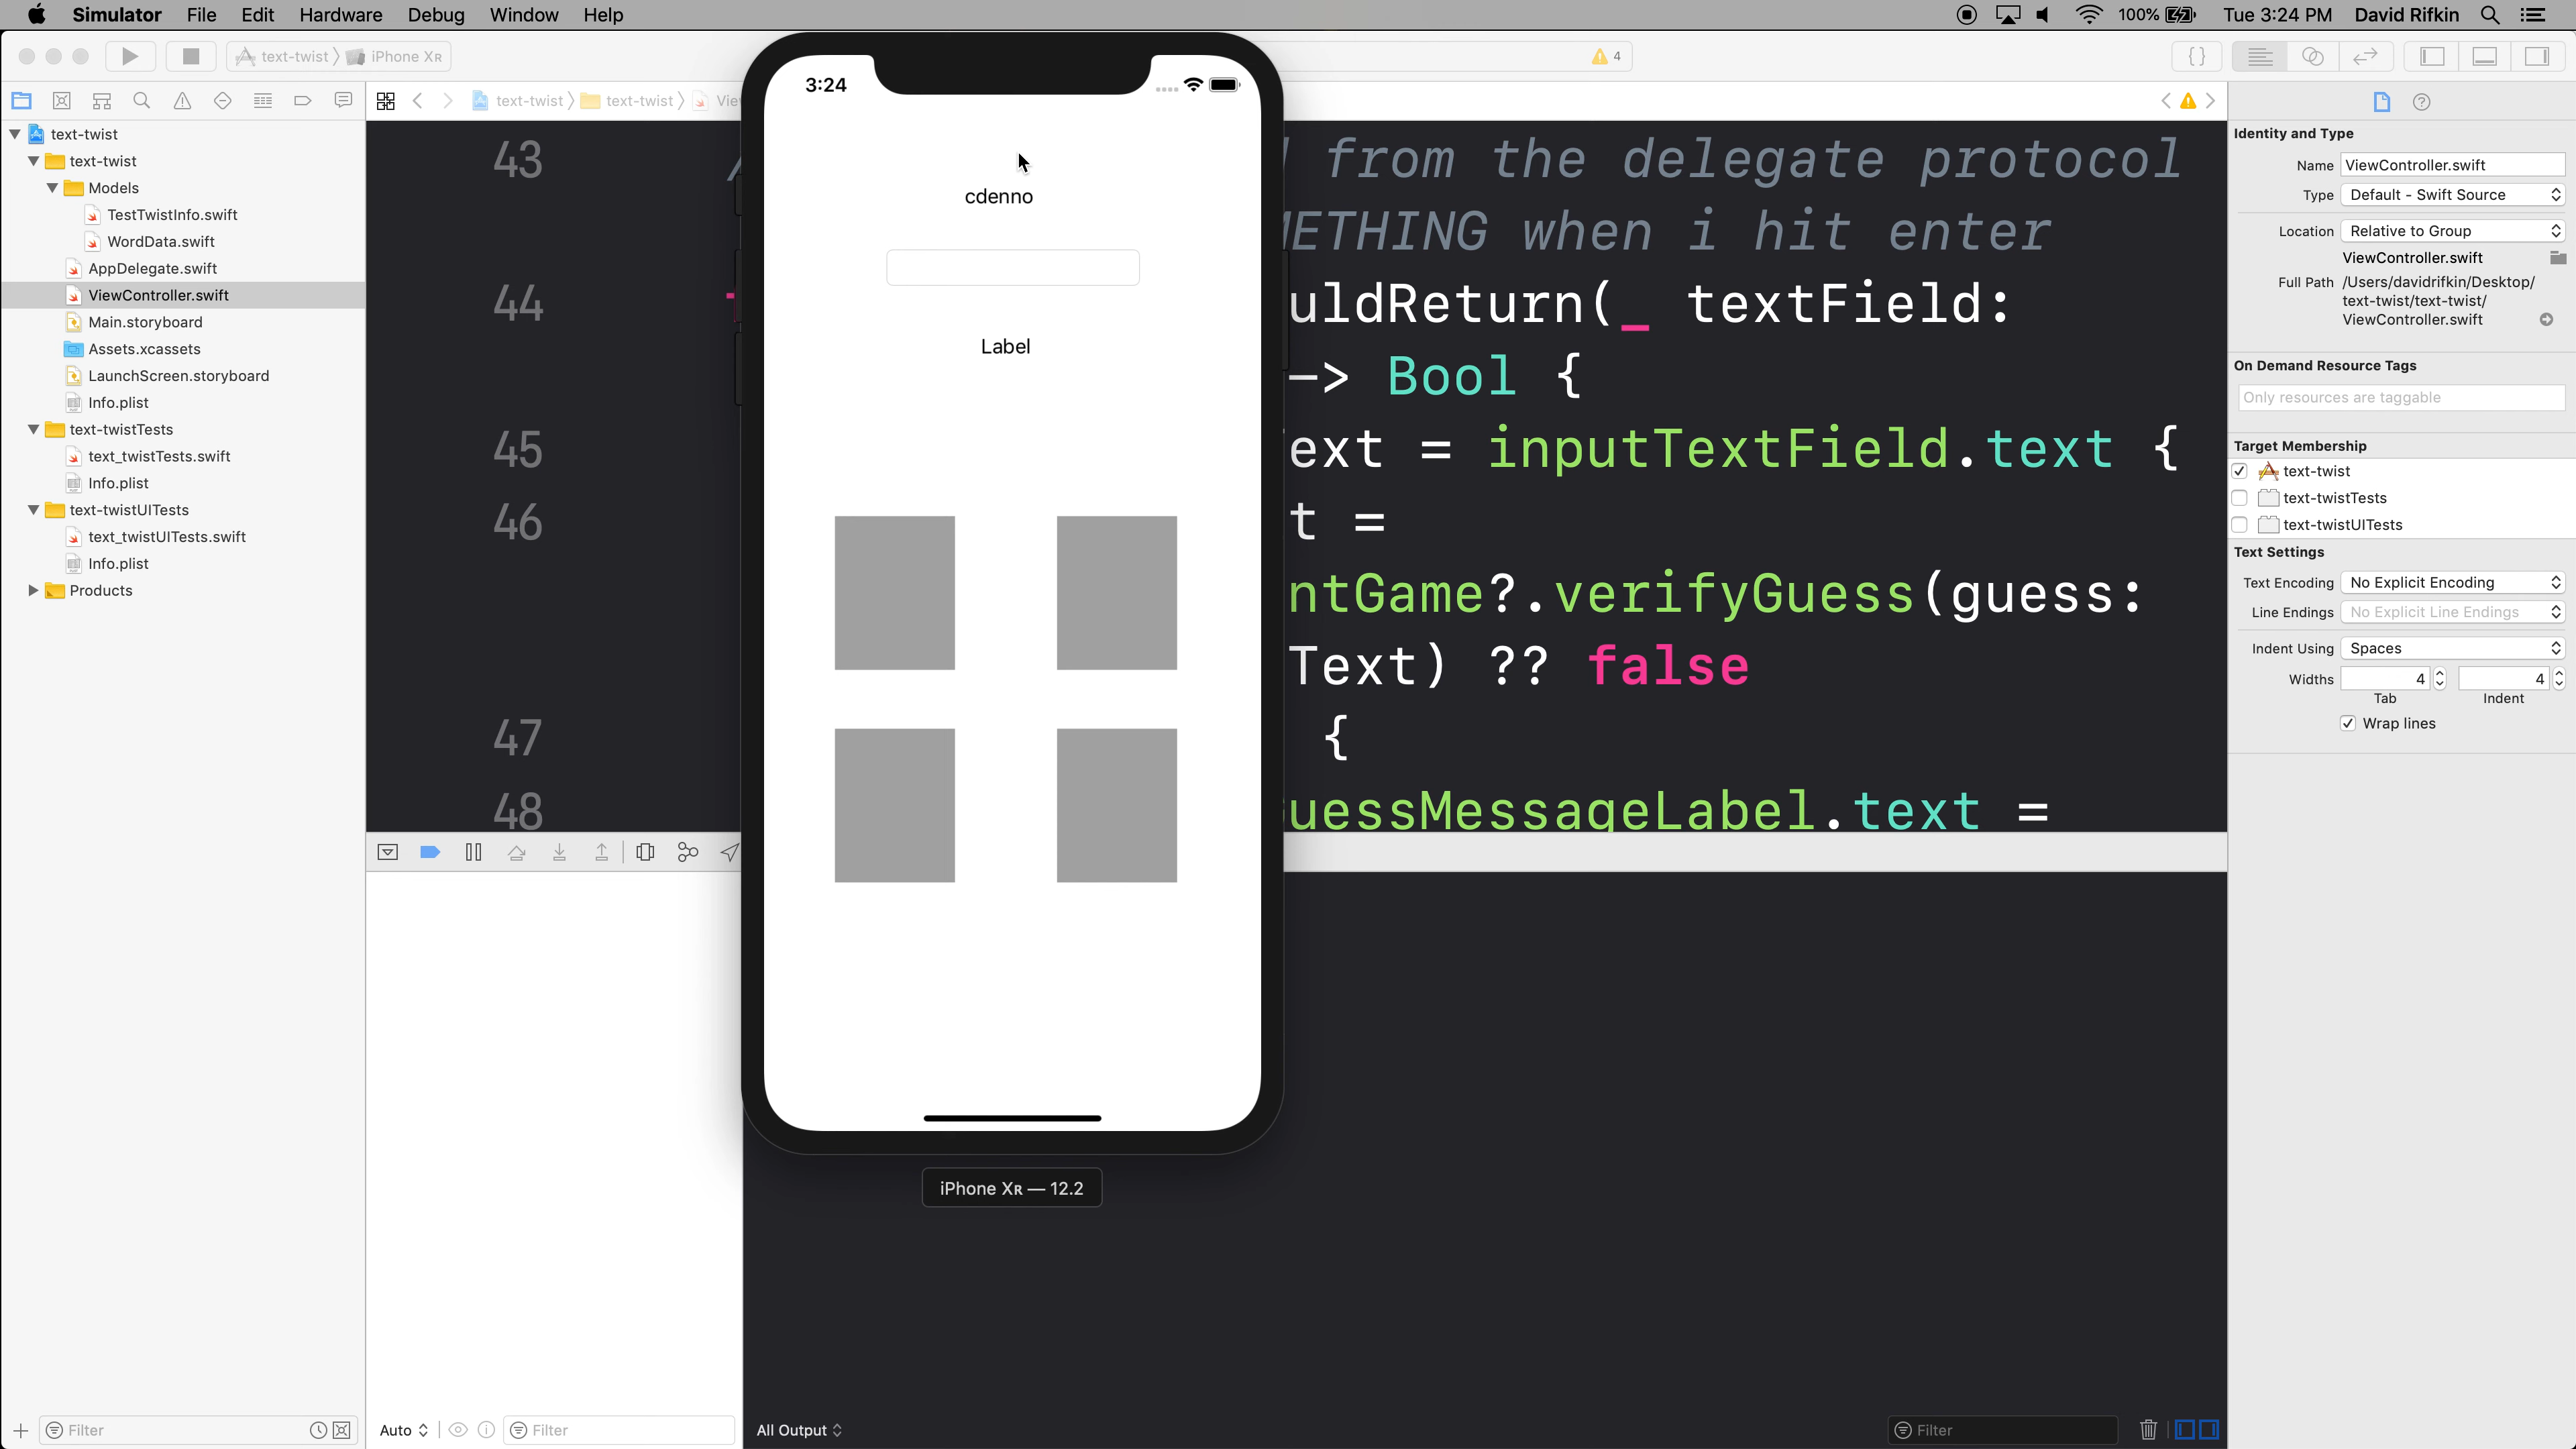 Simulator File Edit Hardware Debug Window Help
100% Tue 3:24 PM David Rifkin
text-twist iPhone XR
4
text-twist text-twist
text-twist
text-twist
Models
TestTwistInfo.swift
WordData.swift
AppDelegate.swift
ViewController.swift
Main.storyboard
Assets.xcassets
LaunchScreen.storyboard
Info.plist
text-twistTests
text_twistTests.swift
Info.plist
text-twistUITests
text_twistUITests.swift
Info.plist
Products
Filter
43 from the delegate protocol
METHING when i hit enter
44 uldReturn(_ textField:
-> Bool {
45 ext = inputTextField.text {
46 t =
ntGame?.verifyGuess(guess:
Text) ?? false
47 {
48 uessMessageLabel.text =
3:24
cdenno
Label
iPhone XR — 12.2
Auto
Filter
All Output
Filter
Identity and Type
Name ViewController.swift
Type Default - Swift Source
Location Relative to Group
ViewController.swift
Full Path /Users/davidrifkin/Desktop/
text-twist/text-twist/
ViewController.swift
On Demand Resource Tags
Only resources are taggable
Target Membership
text-twist
text-twistTests
text-twistUITests
Text Settings
Text Encoding No Explicit Encoding
Line Endings No Explicit Line Endings
Indent Using Spaces
Widths 4 4
Tab Indent
Wrap lines